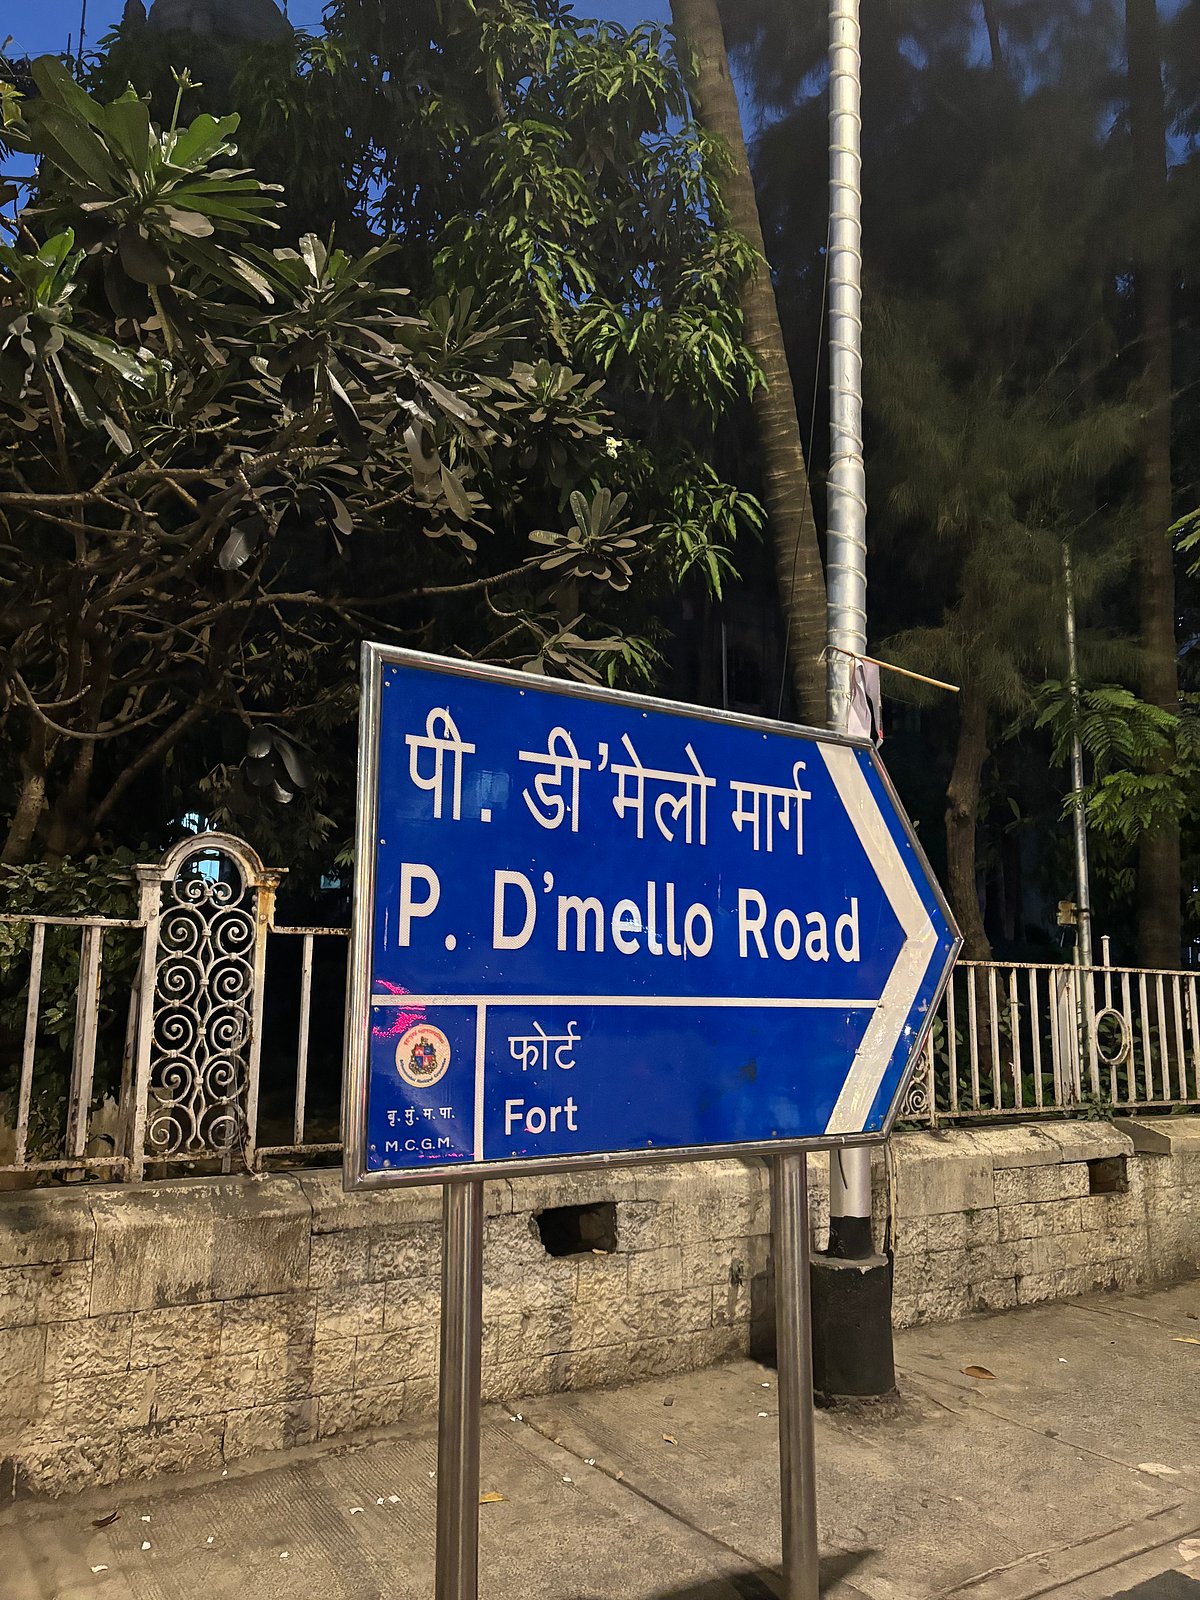 पी. डी'मेलो मार्ग
P. D'mello Road
फोर्ट
Fort
बृ. मुं. म. पा.
M.C.G.M.